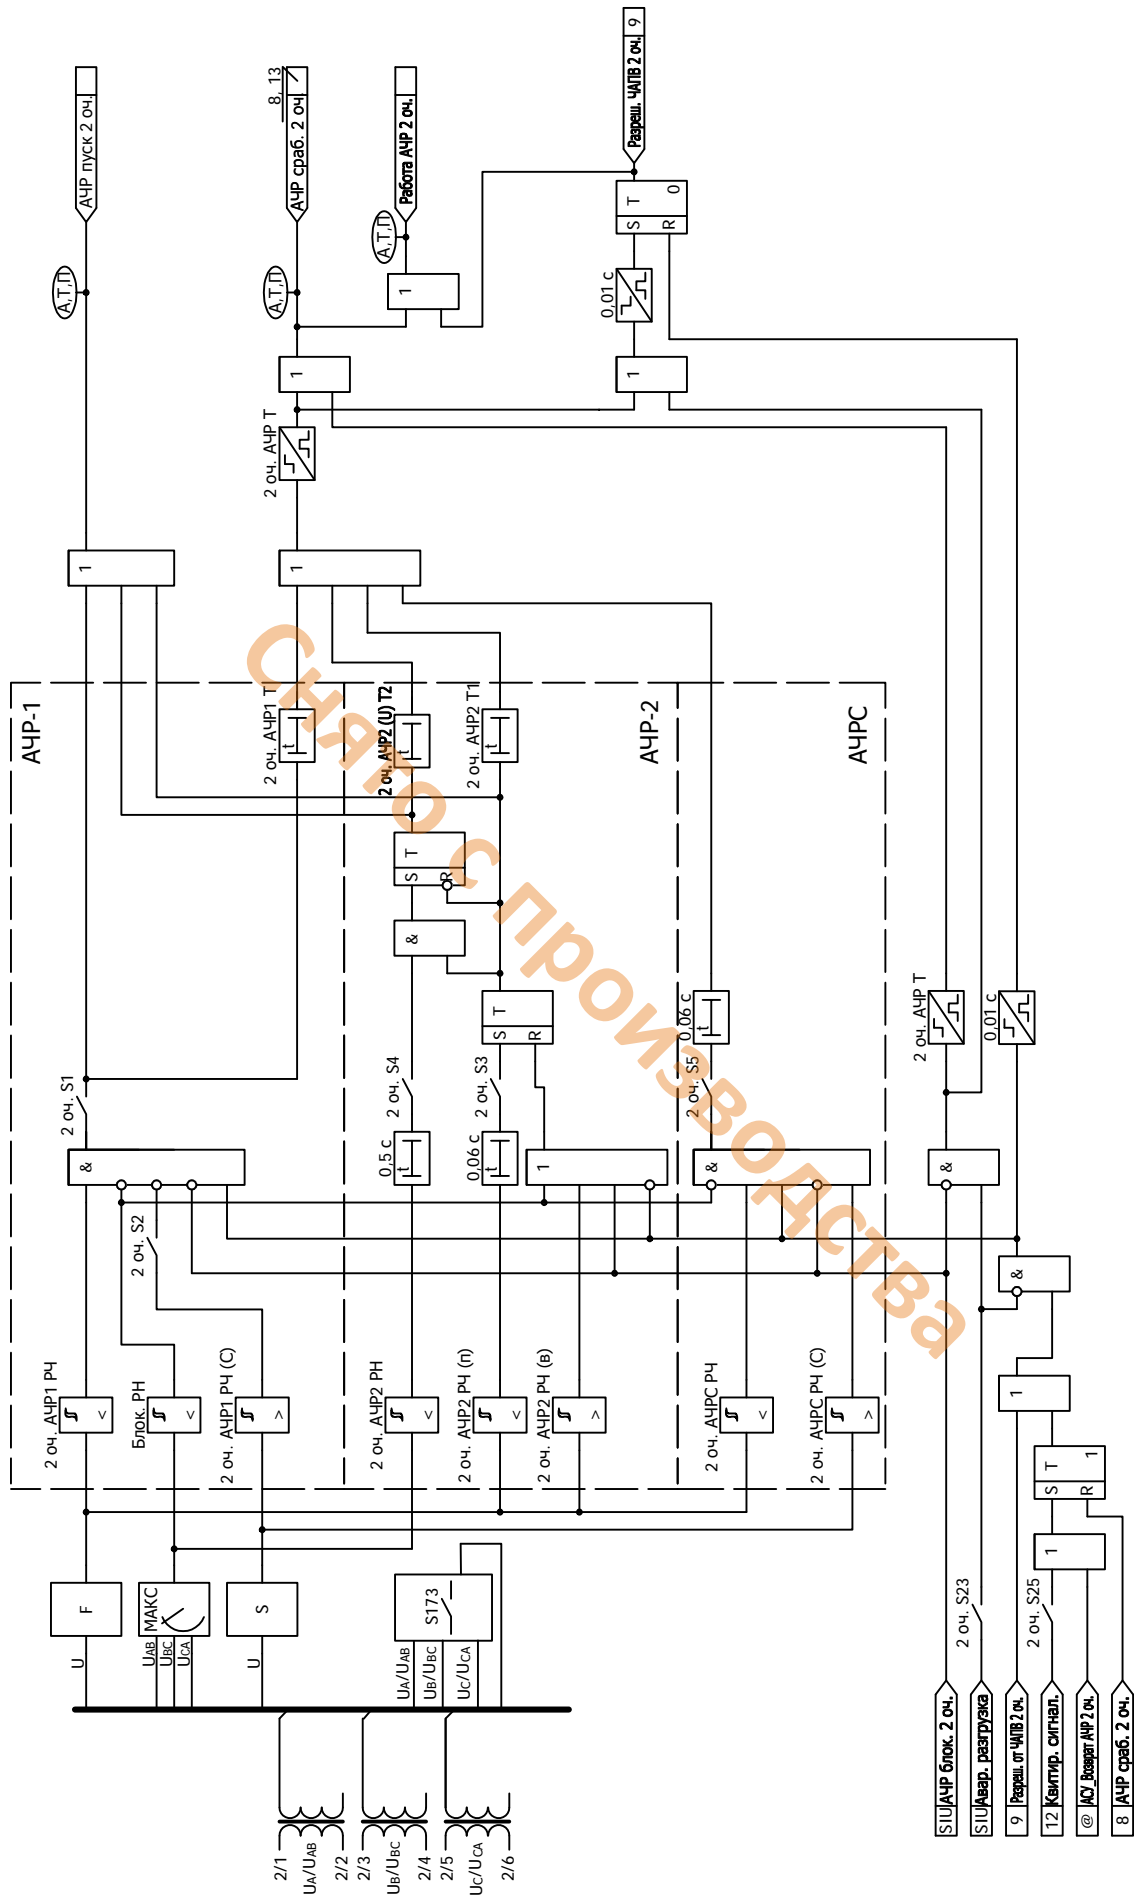 АЧР пуск 2 оч.
8, 13
АЧР сраб. 2 оч.
Работа АЧР 2 оч.
Разреш. ЧАПВ 2 оч. 9
А,Т,П
А,Т,П
А,Т,П
S T
R 0
0,01 с
1
1
1
2 оч. АЧР Т
1
1
АЧР-1
АЧР-2
АЧРС
2 оч. АЧР1 Т
t
2 оч. АЧР2 (U) Т2
t
2 оч. АЧР2 Т1
t
S T
R
&
S T
R
0,06 с
t
2 оч. АЧР Т
0,01 с
2 оч. S1
2 оч. S4
2 оч. S3
2 оч. S5
&
0,5 с
t
0,06 с
t
1
&
&
2 оч. S2
&
2 оч. АЧР1 РЧ
<
Блок. РН
<
2 оч. АЧР1 РЧ (С)
>
2 оч. АЧР2 РН
<
2 оч. АЧР2 РЧ (п)
<
2 оч. АЧР2 РЧ (в)
>
2 оч. АЧРС РЧ
<
2 оч. АЧРС РЧ (С)
>
1
S T
R 1
1
F
МАКС
S
S173
U
UAB
UBC
UCA
U
UA/UAB
UB/UBC
UC/UCA
2 оч. S23
2 оч. S25
SIU АЧР блок. 2 оч.
SIU Авар. разгрузка
9 Разреш. от ЧАПВ 2 оч.
12 Квитир. сигнал.
@ АСУ_Возврат АЧР 2 оч.
8 АЧР сраб. 2 оч.
2/1
UA/UAB
2/2
2/3
UB/UBC
2/4
2/5
UC/UCA
2/6
Снято с производства